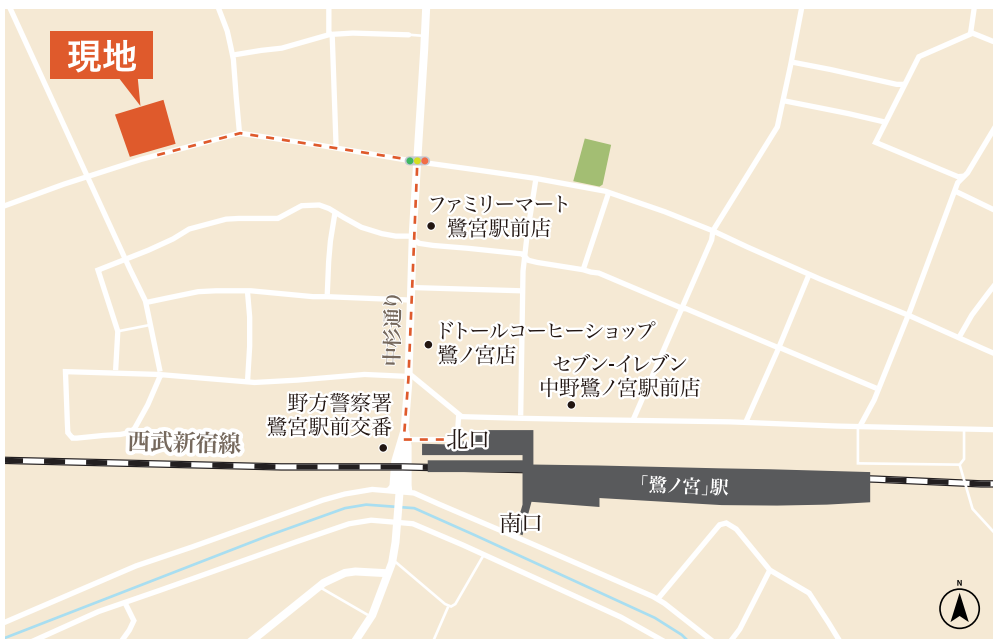 現地
ファミリーマート
鷺宮駅前店
中杉通り
ドトールコーヒーショップ
鷺ノ宮店
セブン-イレブン
中野鷺ノ宮駅前店
野方警察署
鷺宮駅前交番
西武新宿線
北口
「鷺ノ宮」駅
南口
N